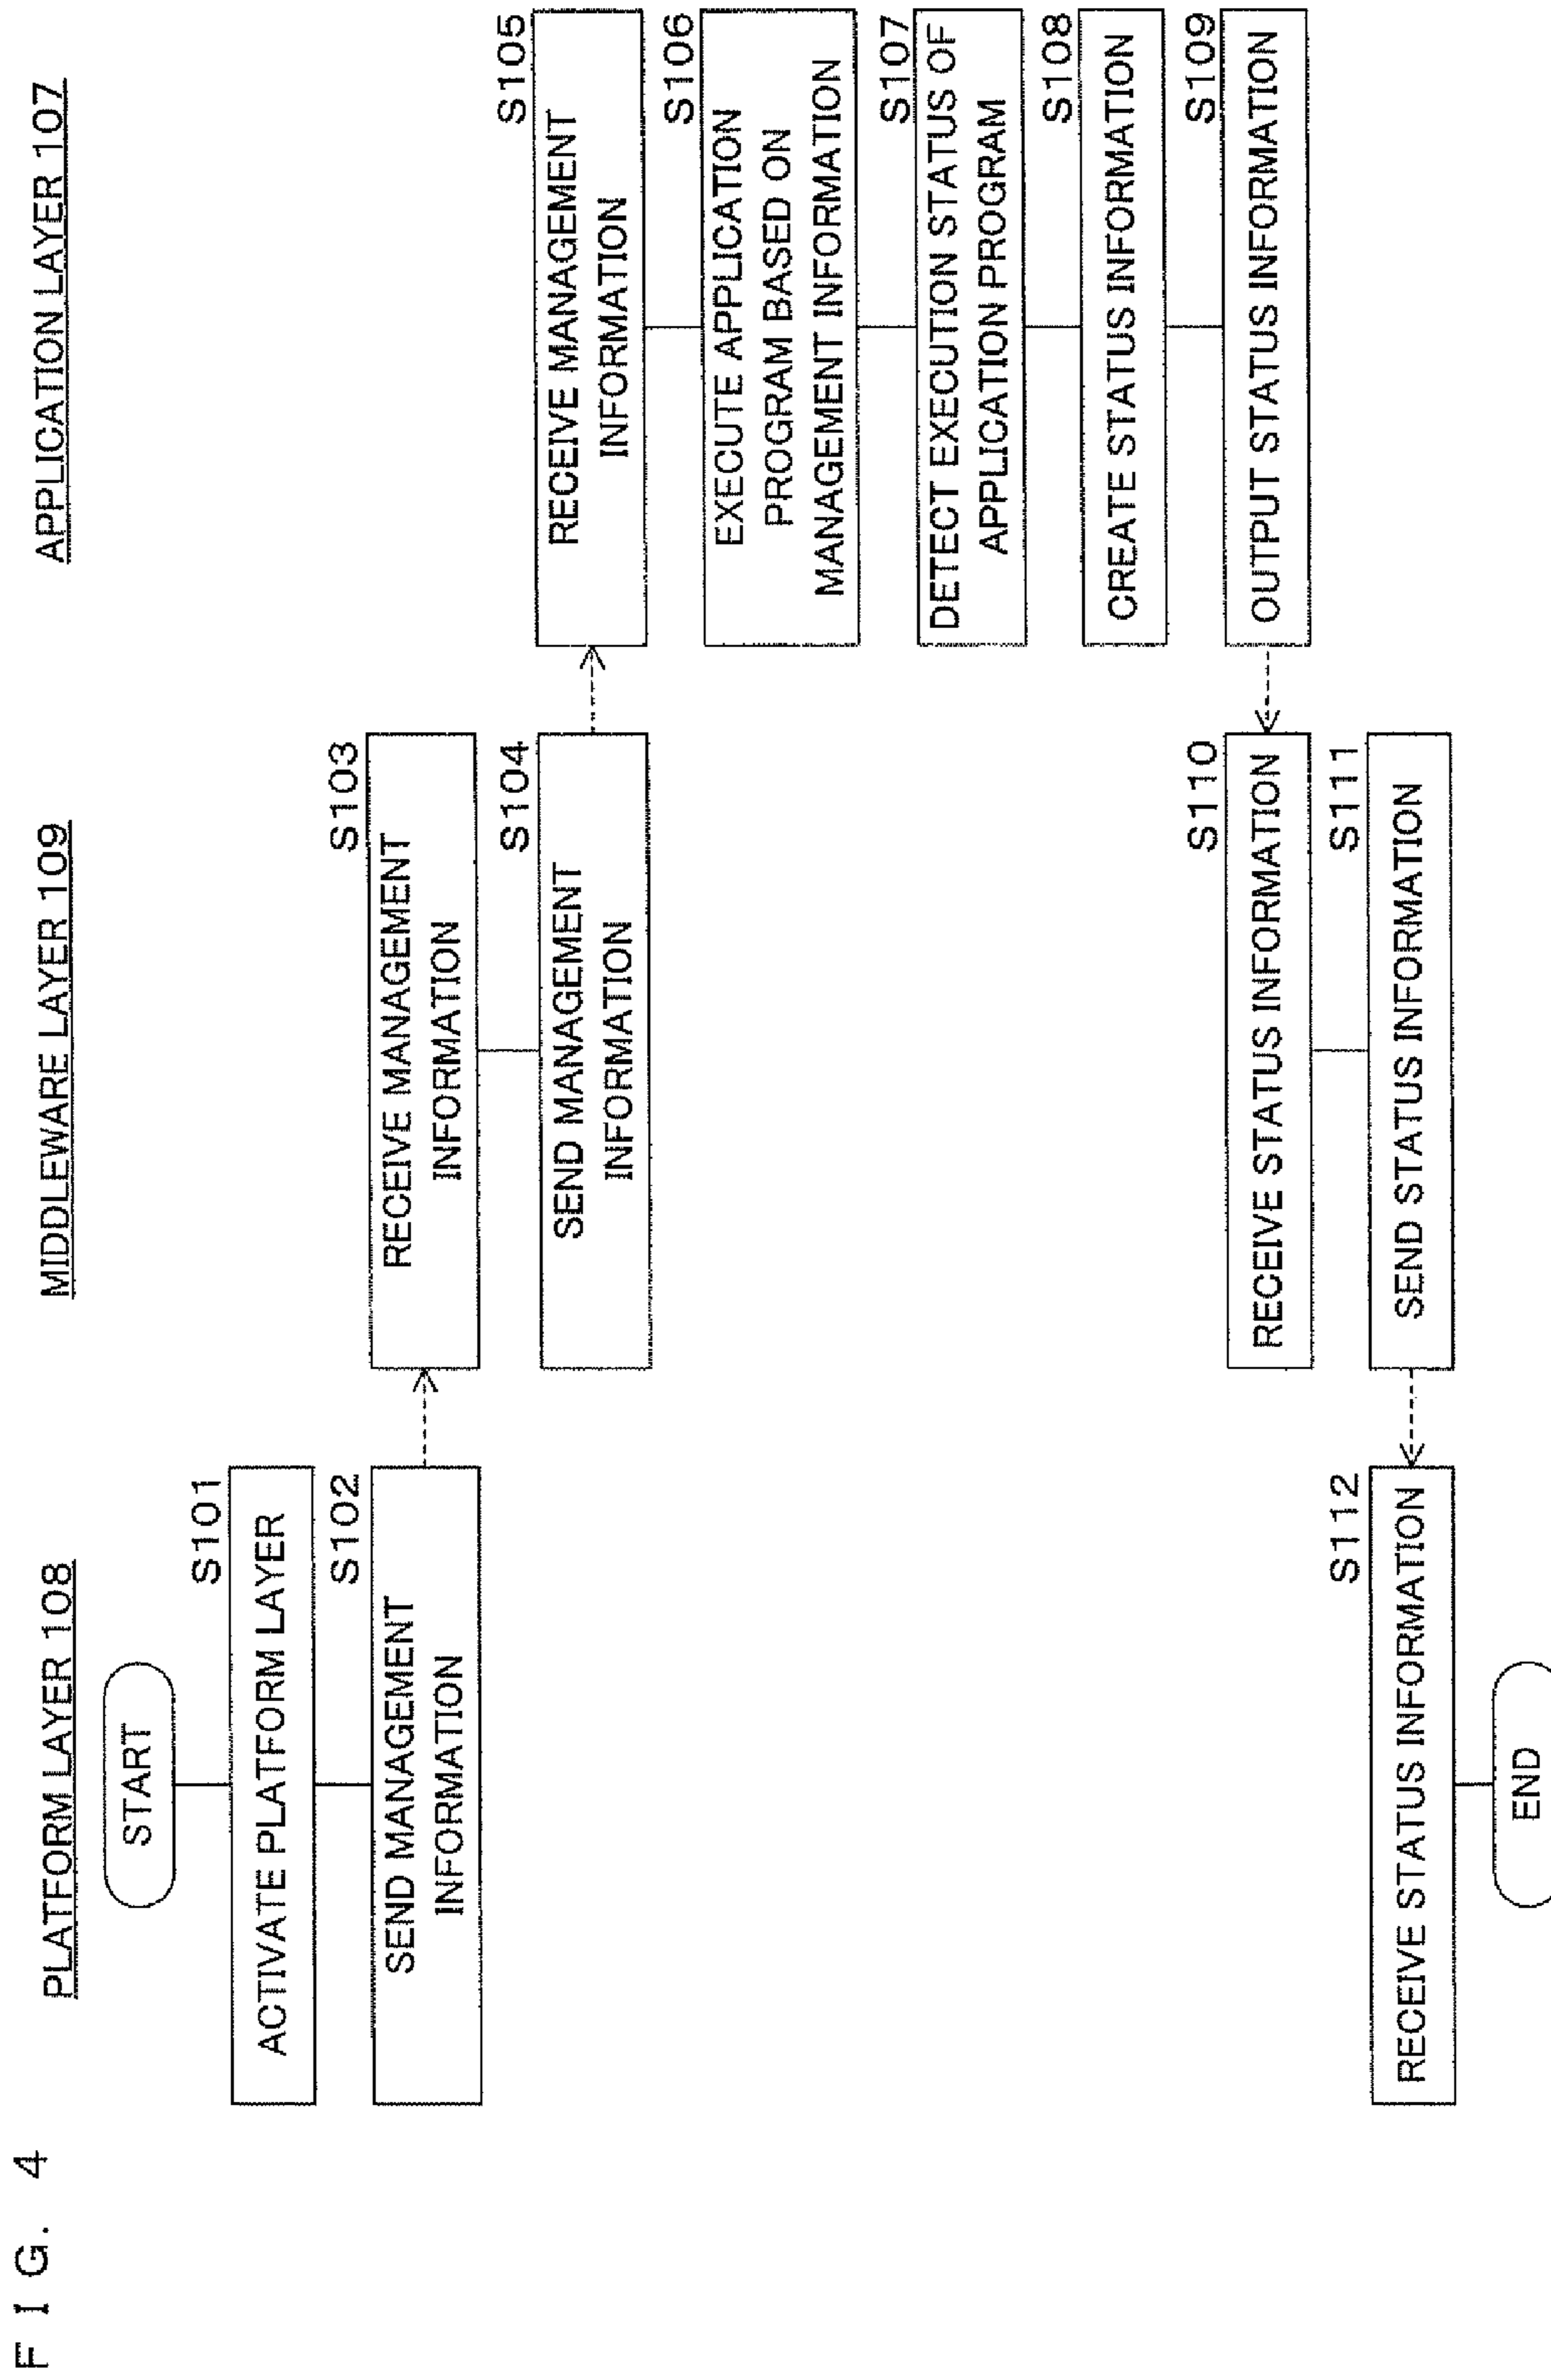 F I G. 4
PLATFORM LAYER 108
MIDDLEWARE LAYER 109
APPLICATION LAYER 107
START
S101
ACTIVATE PLATFORM LAYER
S102
SEND MANAGEMENT
INFORMATION
S103
RECEIVE MANAGEMENT
INFORMATION
S104
SEND MANAGEMENT
INFORMATION
S105
RECEIVE MANAGEMENT
INFORMATION
S106
EXECUTE APPLICATION
PROGRAM BASED ON
MANAGEMENT INFORMATION
S107
DETECT EXECUTION STATUS OF
APPLICATION PROGRAM
S108
CREATE STATUS INFORMATION
S109
OUTPUT STATUS INFORMATION
S110
RECEIVE STATUS INFORMATION
S111
SEND STATUS INFORMATION
S112
RECEIVE STATUS INFORMATION
END